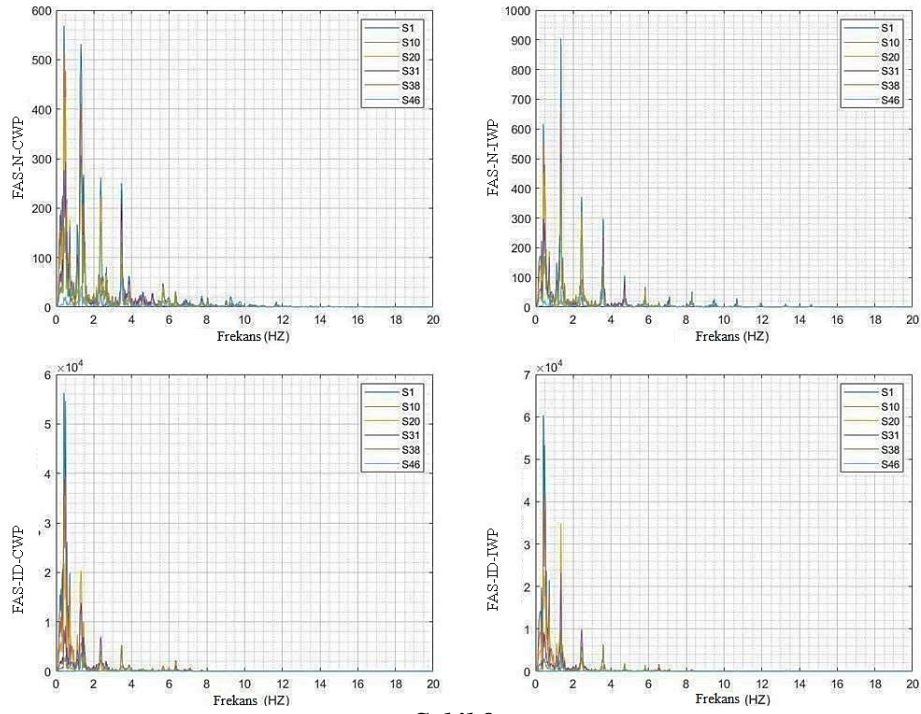 600
500
400
300
200
100
0
FAS-N-CWP
S1
S10
S20
S31
S38
S46
0 2 4 6 8 10 12 14 16 18 20
Frekans (HZ)
1000
900
800
700
600
500
400
300
200
100
0
FAS-N-IWP
S1
S10
S20
S31
S38
S46
0 2 4 6 8 10 12 14 16 18 20
Frekans (HZ)
×10⁴
6
5
4
3
2
1
0
FAS-ID-CWP
S1
S10
S20
S31
S38
S46
0 2 4 6 8 10 12 14 16 18 20
Frekans (HZ)
×10⁴
7
6
5
4
3
2
1
0
FAS-ID-IWP
S1
S10
S20
S31
S38
S46
0 2 4 6 8 10 12 14 16 18 20
Frekans (HZ)